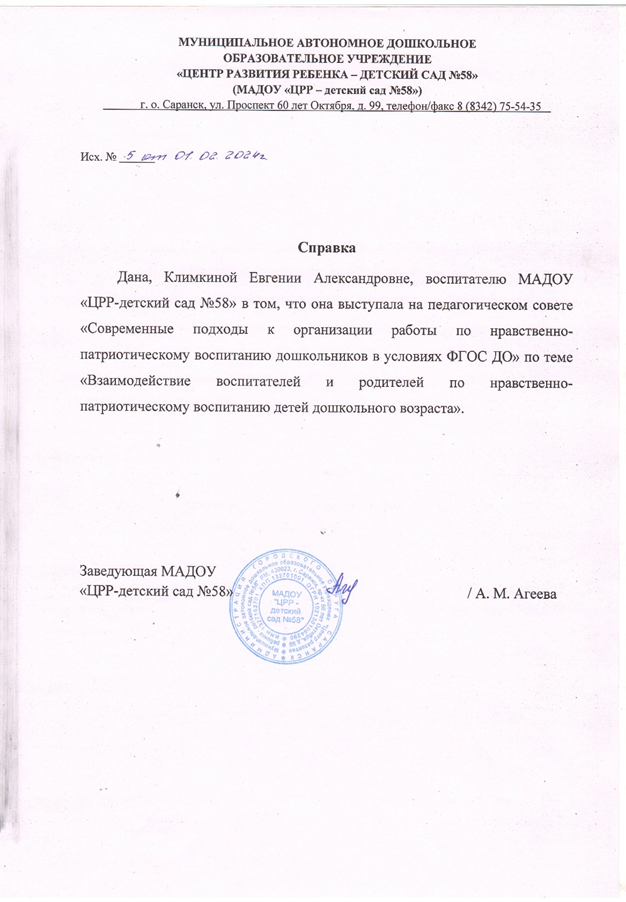 МУНИЦИПАЛЬНОЕ АВТОНОМНОЕ ДОШКОЛЬНОЕ
ОБРАЗОВАТЕЛЬНОЕ УЧРЕЖДЕНИЕ
«ЦЕНТР РАЗВИТИЯ РЕБЕНКА – ДЕТСКИЙ САД №58»
(МАДОУ «ЦРР – детский сад №58»)
г. о. Саранск, ул. Проспект 60 лет Октября, д. 99, телефон/факс 8 (8342) 75-54-35
Исх. № 5 от 01.02.2024г
Справка
Дана, Климкиной Евгении Александровне, воспитателю МАДОУ
«ЦРР-детский сад №58» в том, что она выступала на педагогическом совете
«Современные подходы к организации работы по нравственно-
патриотическому воспитанию дошкольников в условиях ФГОС ДО» по теме
«Взаимодействие воспитателей и родителей по нравственно-
патриотическому воспитанию детей дошкольного возраста».
Заведующая МАДОУ
«ЦРР-детский сад №58»
/ А. М. Агеева
МАДОУ
"ЦРР -
детский
сад №58"